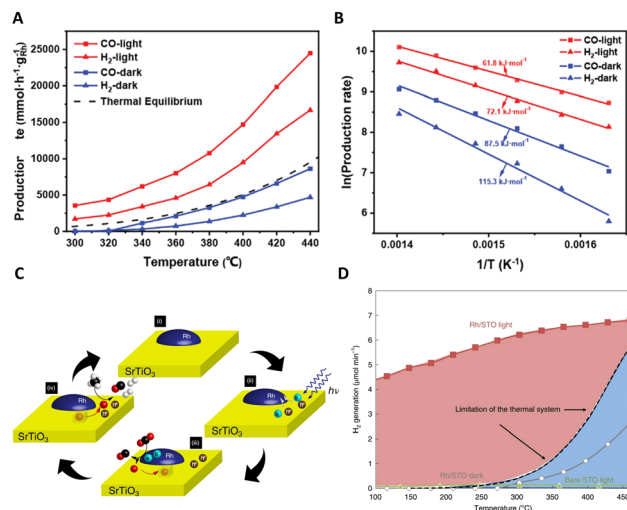 A
Production te (mmol·h⁻¹·g⁻¹Rh)
25000
20000
15000
10000
5000
0
CO-light
H₂-light
CO-dark
H₂-dark
Thermal Equilibrium
300 320 340 360 380 400 420 440
Temperature (℃)
B
ln(Production rate)
10
9
8
7
6
CO-light
H₂-light
CO-dark
H₂-dark
61.8 kJ·mol⁻¹
72.1 kJ·mol⁻¹
87.5 kJ·mol⁻¹
115.3 kJ·mol⁻¹
0.0014 0.0015 0.0016
1/T (K⁻¹)
C
(i)
Rh
SrTiO₃
(ii)
hν
SrTiO₃
(iii)
SrTiO₃
(iv)
SrTiO₃
D
H₂ generation (μmol min⁻¹)
8
7
6
5
4
3
2
1
0
Rh/STO light
Limitation of the thermal system
Rh/STO dark
Bare STO light
100 150 200 250 300 350 400 450
Temperature (°C)